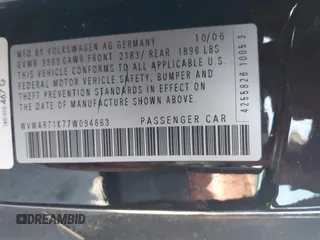 MFD BY VOLKSWAGEN AG GERMANY 10/06
GVWR 3968 GAWR FRONT 2183/ REAR 1896 LBS
THIS VEHICLE CONFORMS TO ALL APPLICABLE
FEDERAL MOTOR VEHICLE SAFETY, BUMPER AND
THEFT PREVENTION STANDARDS IN EFFECT ON
THE DATE OF MANUFACTURE SHOWN ABOVE
WVWAR71K77W094663 PASSENGER CAR
4255828 1005 3
467 G
DREAMBID